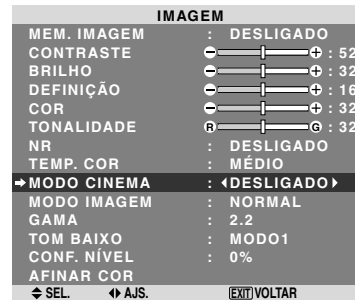 IMAGEM
MEM. IMAGEM : DESLIGADO
CONTRASTE : 52
BRILHO : 32
DEFINIÇÃO : 16
COR : 32
TONALIDADE R G : 32
NR : DESLIGADO
TEMP. COR : MÉDIO
MODO CINEMA : DESLIGADO
MODO IMAGEM : NORMAL
GAMA : 2.2
TOM BAIXO : MODO1
CONF. NÍVEL : 0%
AFINAR COR
SEL. AJS. EXIT VOLTAR